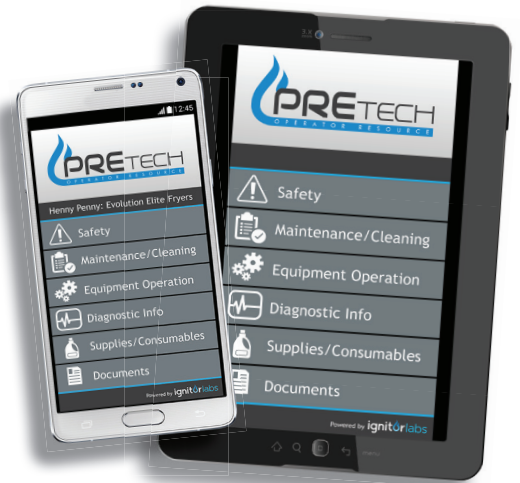 12:45
PRETECH
OPERATOR RESOURCE
Henny Penny: Evolution Elite Fryers
Safety
Maintenance/Cleaning
Equipment Operation
Diagnostic Info
Supplies/Consumables
Documents
Powered by ignitorlabs
PRETECH
OPERATOR RESOURCE
Safety
Maintenance/Cleaning
Equipment Operation
Diagnostic Info
Supplies/Consumables
Documents
Powered by ignitorlabs